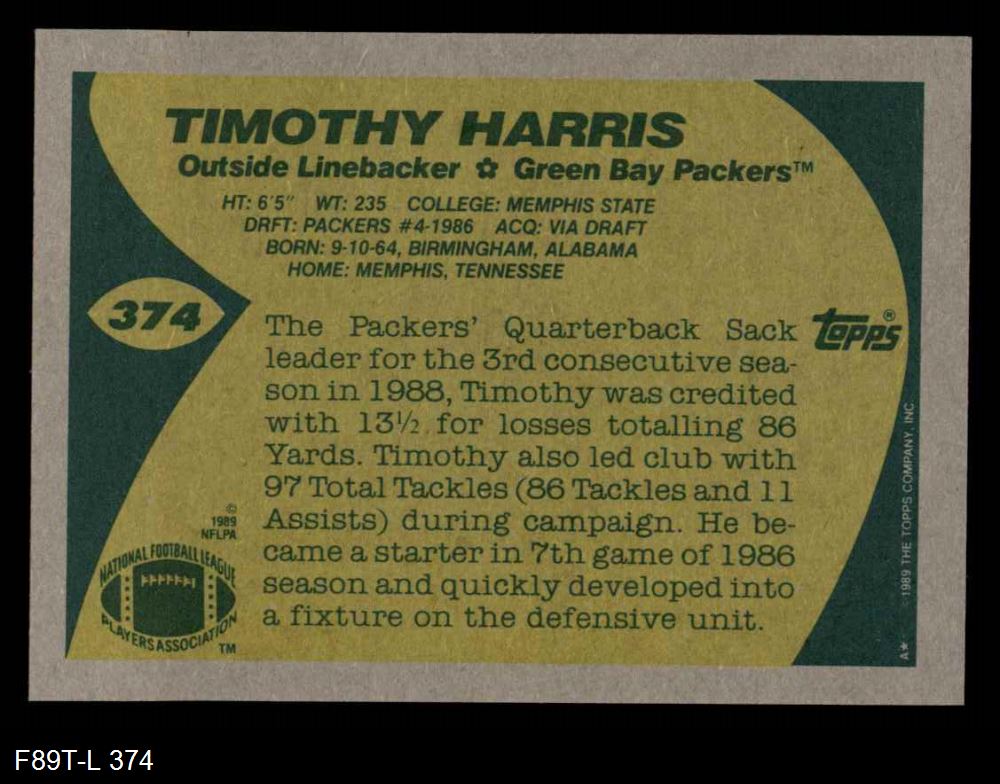 TIMOTHY HARRIS
Outside Linebacker ✿ Green Bay Packers™
HT: 6'5" WT: 235 COLLEGE: MEMPHIS STATE
DRFT: PACKERS #4-1986 ACQ: VIA DRAFT
BORN: 9-10-64, BIRMINGHAM, ALABAMA
HOME: MEMPHIS, TENNESSEE
374
The Packers' Quarterback Sack
leader for the 3rd consecutive sea-
son in 1988, Timothy was credited
with 13½ for losses totalling 86
Yards. Timothy also led club with
97 Total Tackles (86 Tackles and 11
Assists) during campaign. He be-
came a starter in 7th game of 1986
season and quickly developed into
a fixture on the defensive unit.
topps®
©
1989
NFLPA
NATIONAL FOOTBALL LEAGUE
PLAYERS ASSOCIATION
TM
A* © 1989 THE TOPPS COMPANY, INC
F89T-L 374